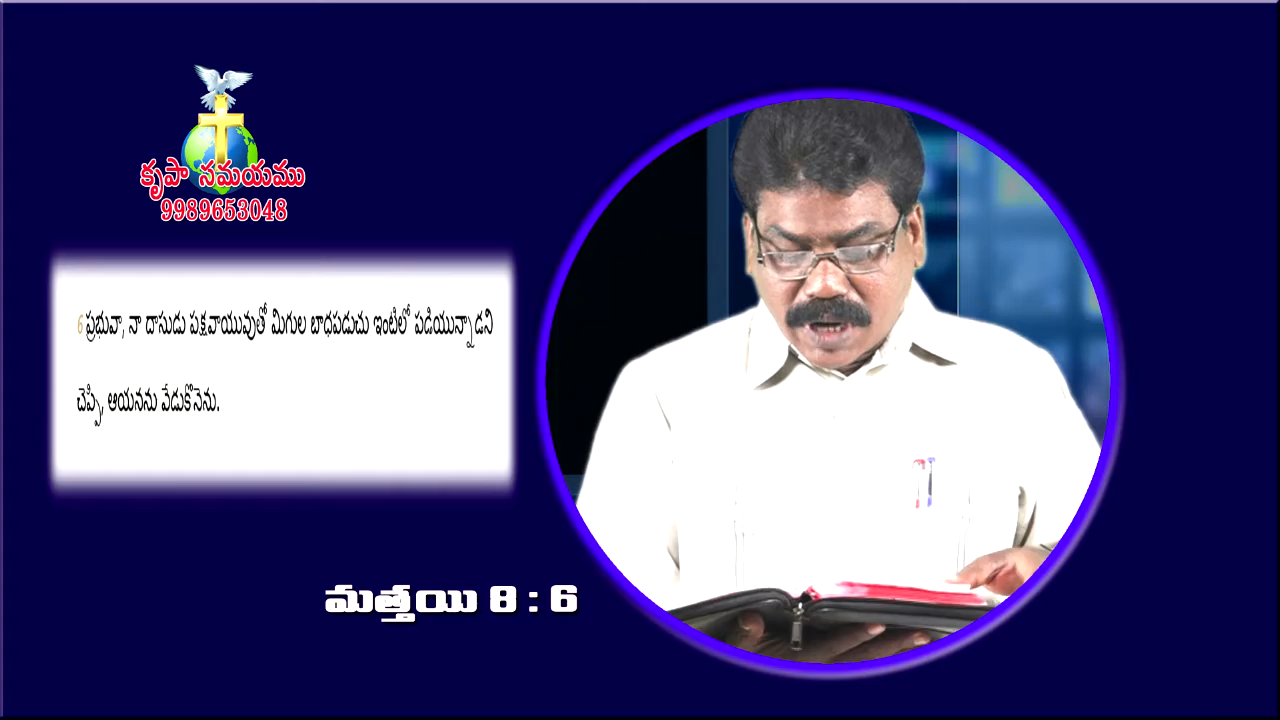 కృపా సమయము
9989653048
6 ప్రభువా, నా దాసుడు పక్షవాయువుతో మిగుల బాధపడుచు ఇంటిలో పడియున్నాడని
చెప్పి, ఆయనను వేడుకొనెను.
మత్తయి 8 : 6